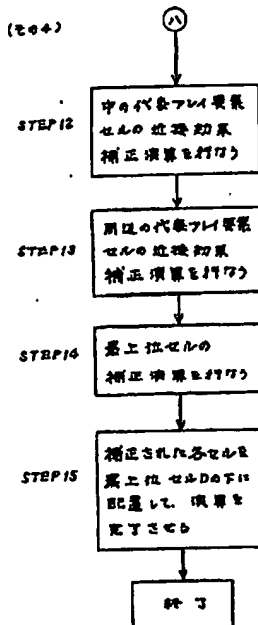 (その4)
ハ
STEP12
中の代表アレイ要素
セルの近接効果
補正演算を行なう
STEP13
周辺の代表アレイ要素
セルの近接効果
補正演算を行なう
STEP14
最上位セルの
補正演算を行なう
STEP15
補正された各セルを
最上位セルDの下に
配置して、演算を
完了させる
終了